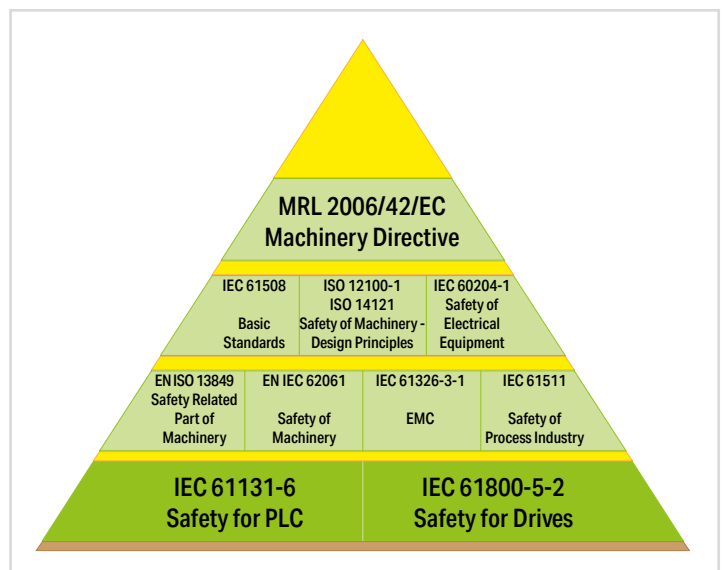 MRL 2006/42/EC
Machinery Directive
IEC 61508
Basic
Standards
ISO 12100-1
ISO 14121
Safety of Machinery -
Design Principles
IEC 60204-1
Safety of
Electrical
Equipment
EN ISO 13849
Safety Related
Part of
Machinery
EN IEC 62061
Safety of
Machinery
IEC 61326-3-1
EMC
IEC 61511
Safety of
Process Industry
IEC 61131-6
Safety for PLC
IEC 61800-5-2
Safety for Drives